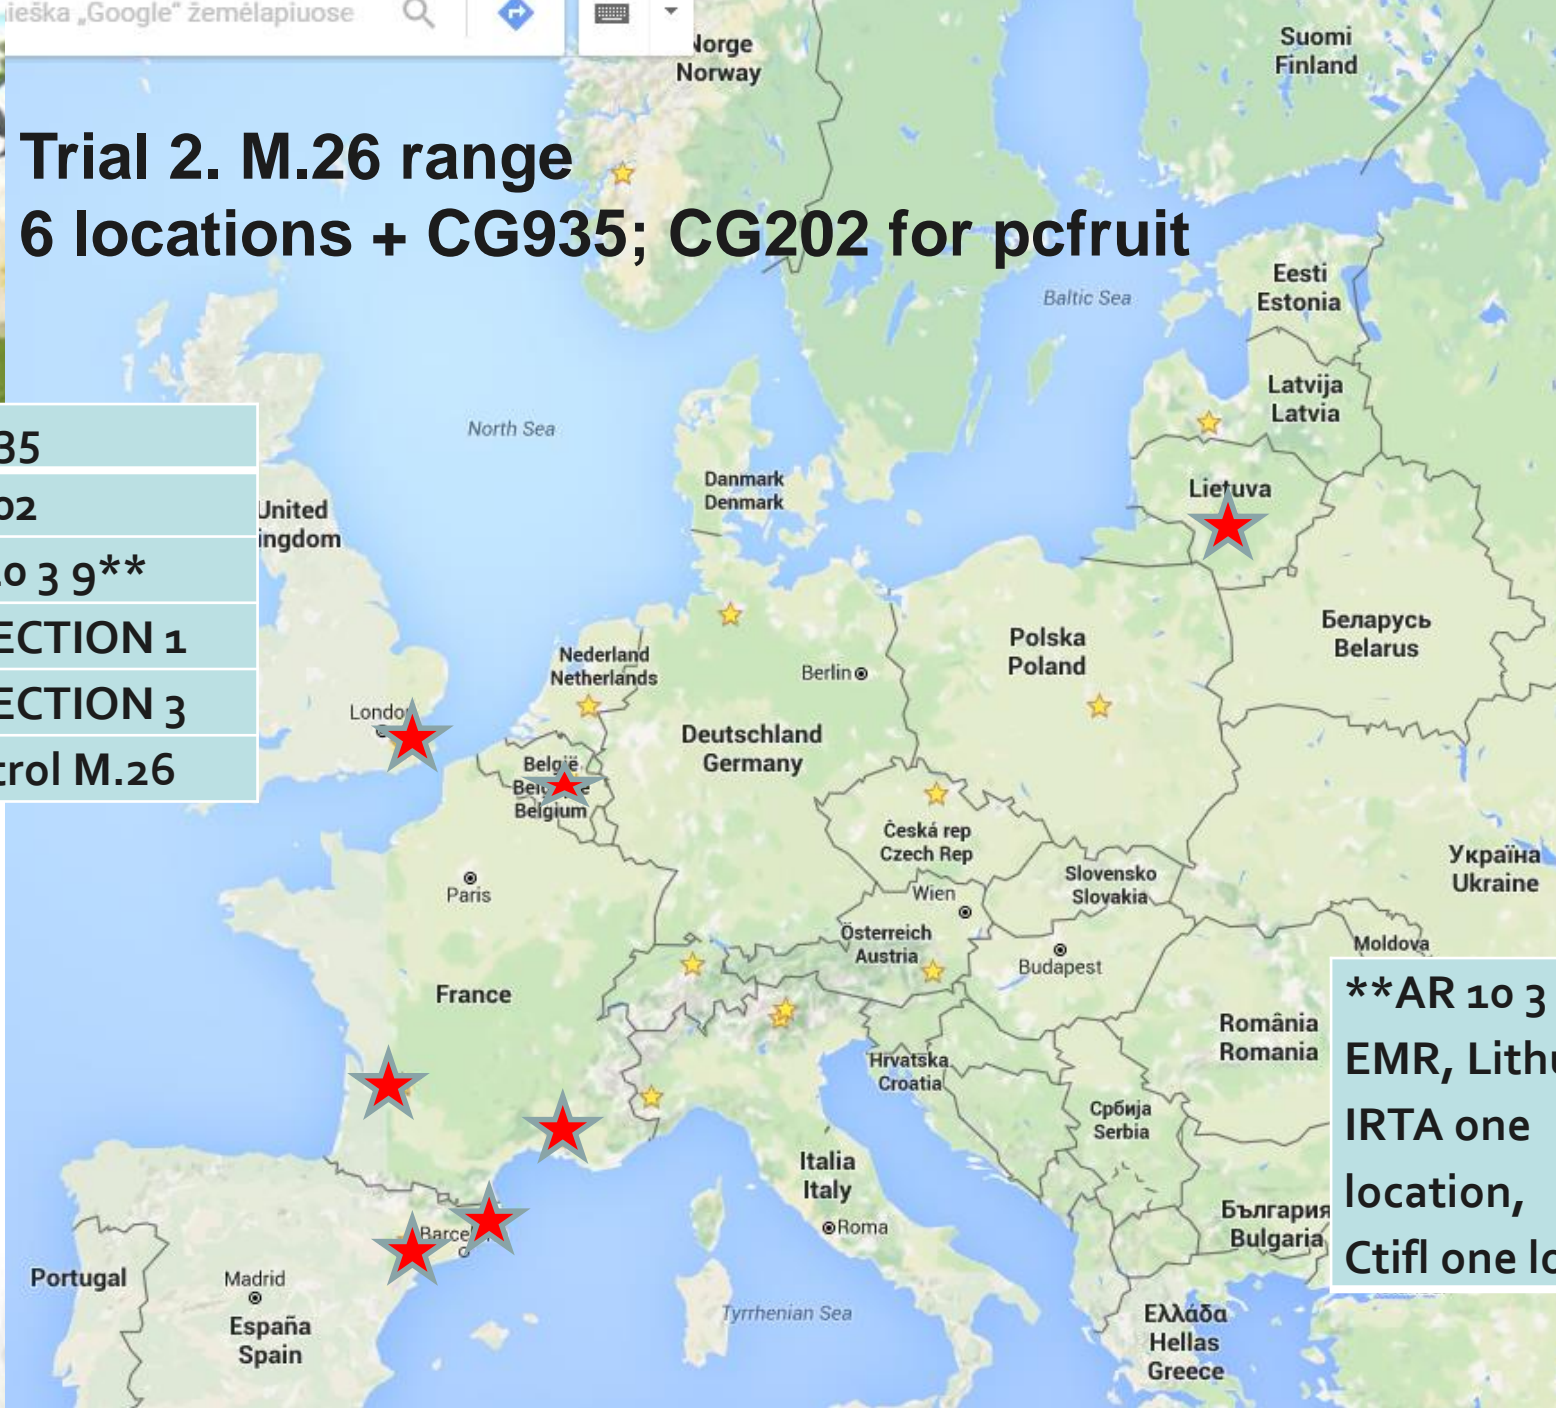 ieška „Google“ žemėlapiuose
Norge
Norway
Suomi
Finland
Trial 2. M.26 range
6 locations + CG935; CG202 for pcfruit
Eesti
Estonia
Baltic Sea
Latvija
Latvia
North Sea
35
02
10 3 9**
ECTION 1
ECTION 3
trol M.26
United
ingdom
Danmark
Denmark
Lietuva
Беларусь
Belarus
Polska
Poland
Nederland
Netherlands
Berlin
London
Deutschland
Germany
België
Belgium
Česká rep
Czech Rep
Україна
Ukraine
Slovensko
Slovakia
Paris
Wien
Österreich
Austria
Budapest
Moldova
France
**AR 10 3
EMR, Lithu
IRTA one
location,
Ctifl one lo
România
Romania
Hrvatska
Croatia
Србија
Serbia
Italia
Italy
Roma
България
Bulgaria
Barce
Portugal
Madrid
España
Spain
Tyrrhenian Sea
Ελλάδα
Hellas
Greece